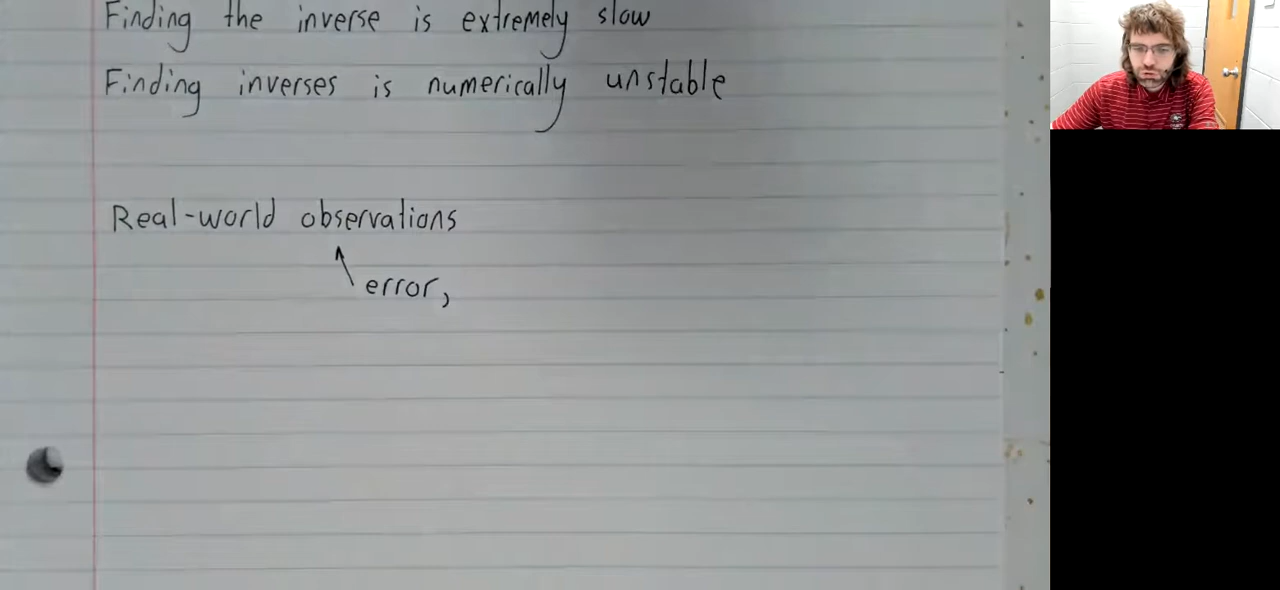 Finding the inverse is extremely slow
Finding inverses is numerically unstable
Real-world observations
error,